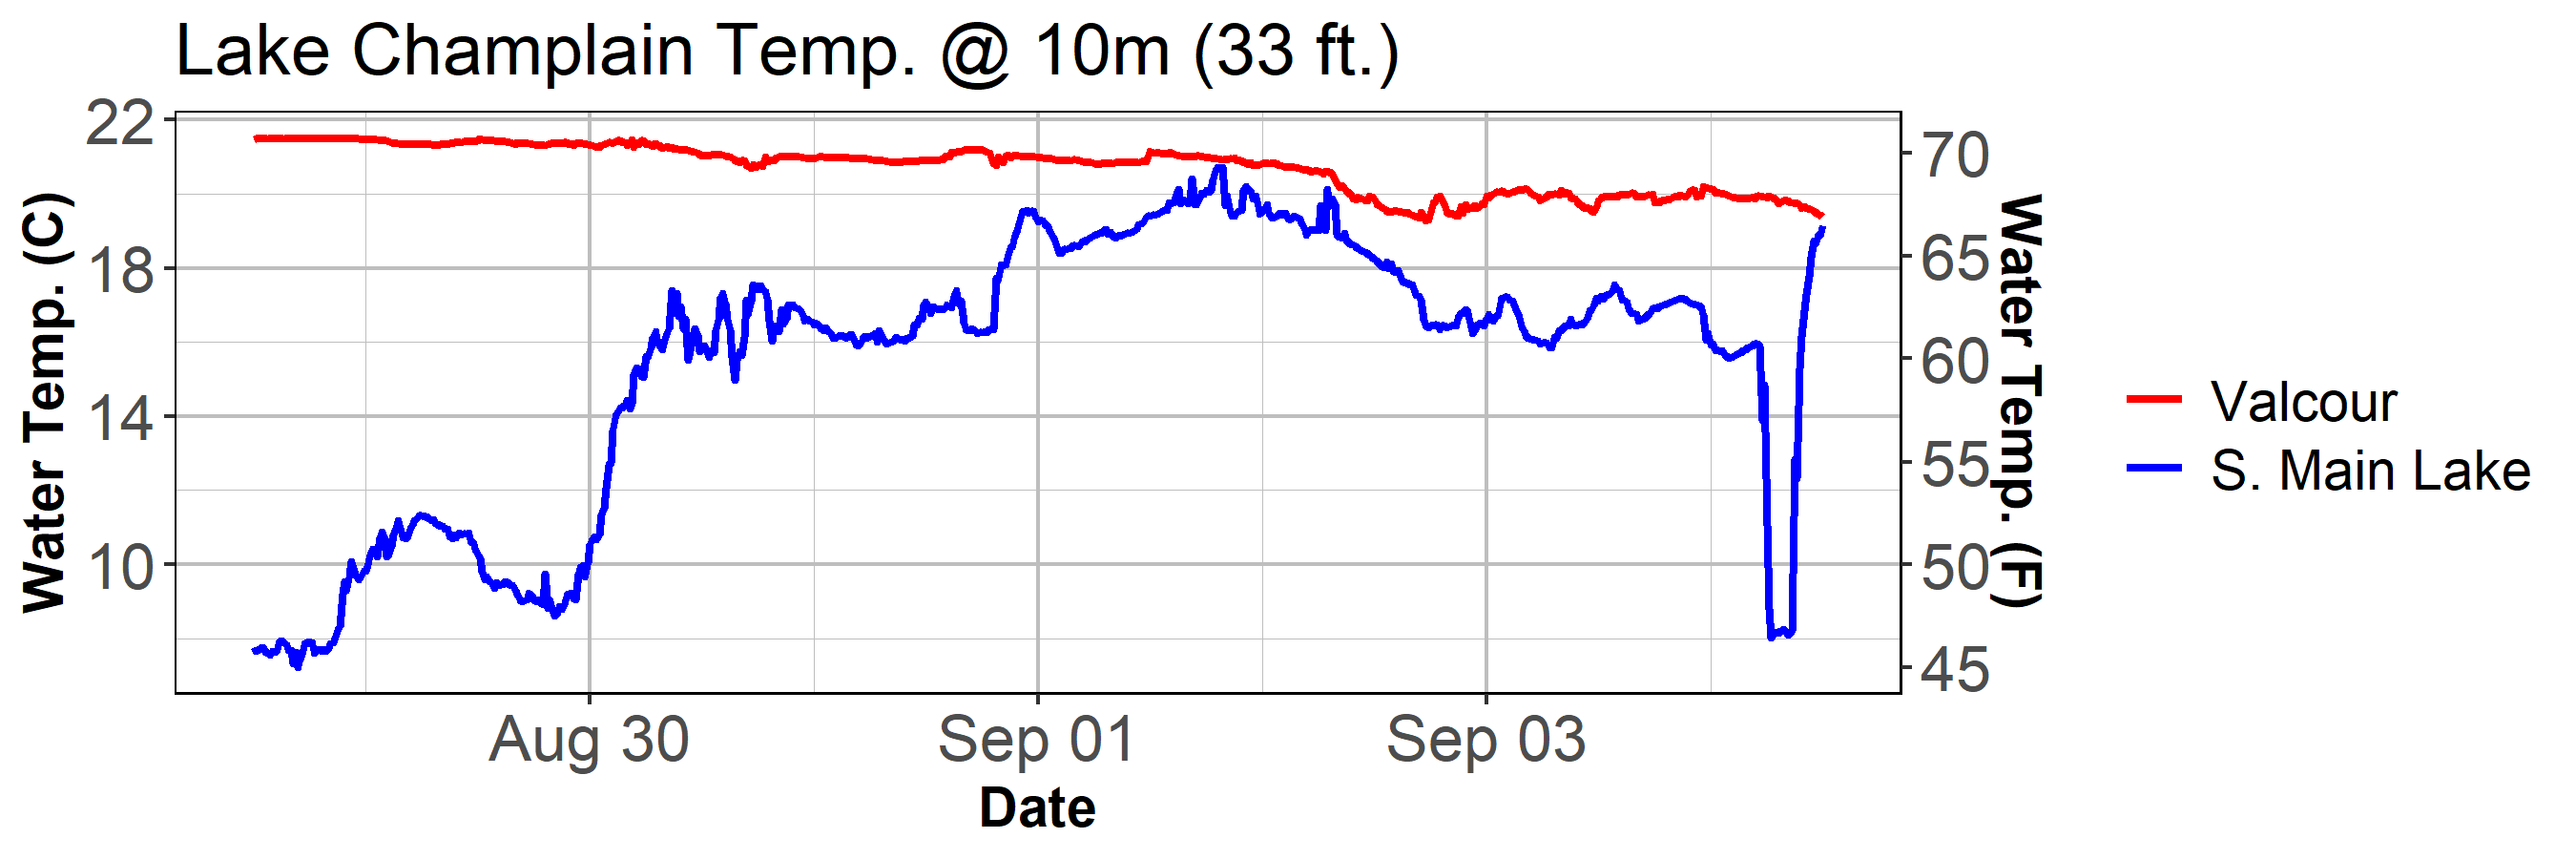 Lake Champlain Temp. @ 10m (33 ft.)
Water Temp. (C)
22
18
14
10
70
65
60
55
50
45
Water Temp. (F)
Aug 30
Sep 01
Sep 03
Date
Valcour
S. Main Lake